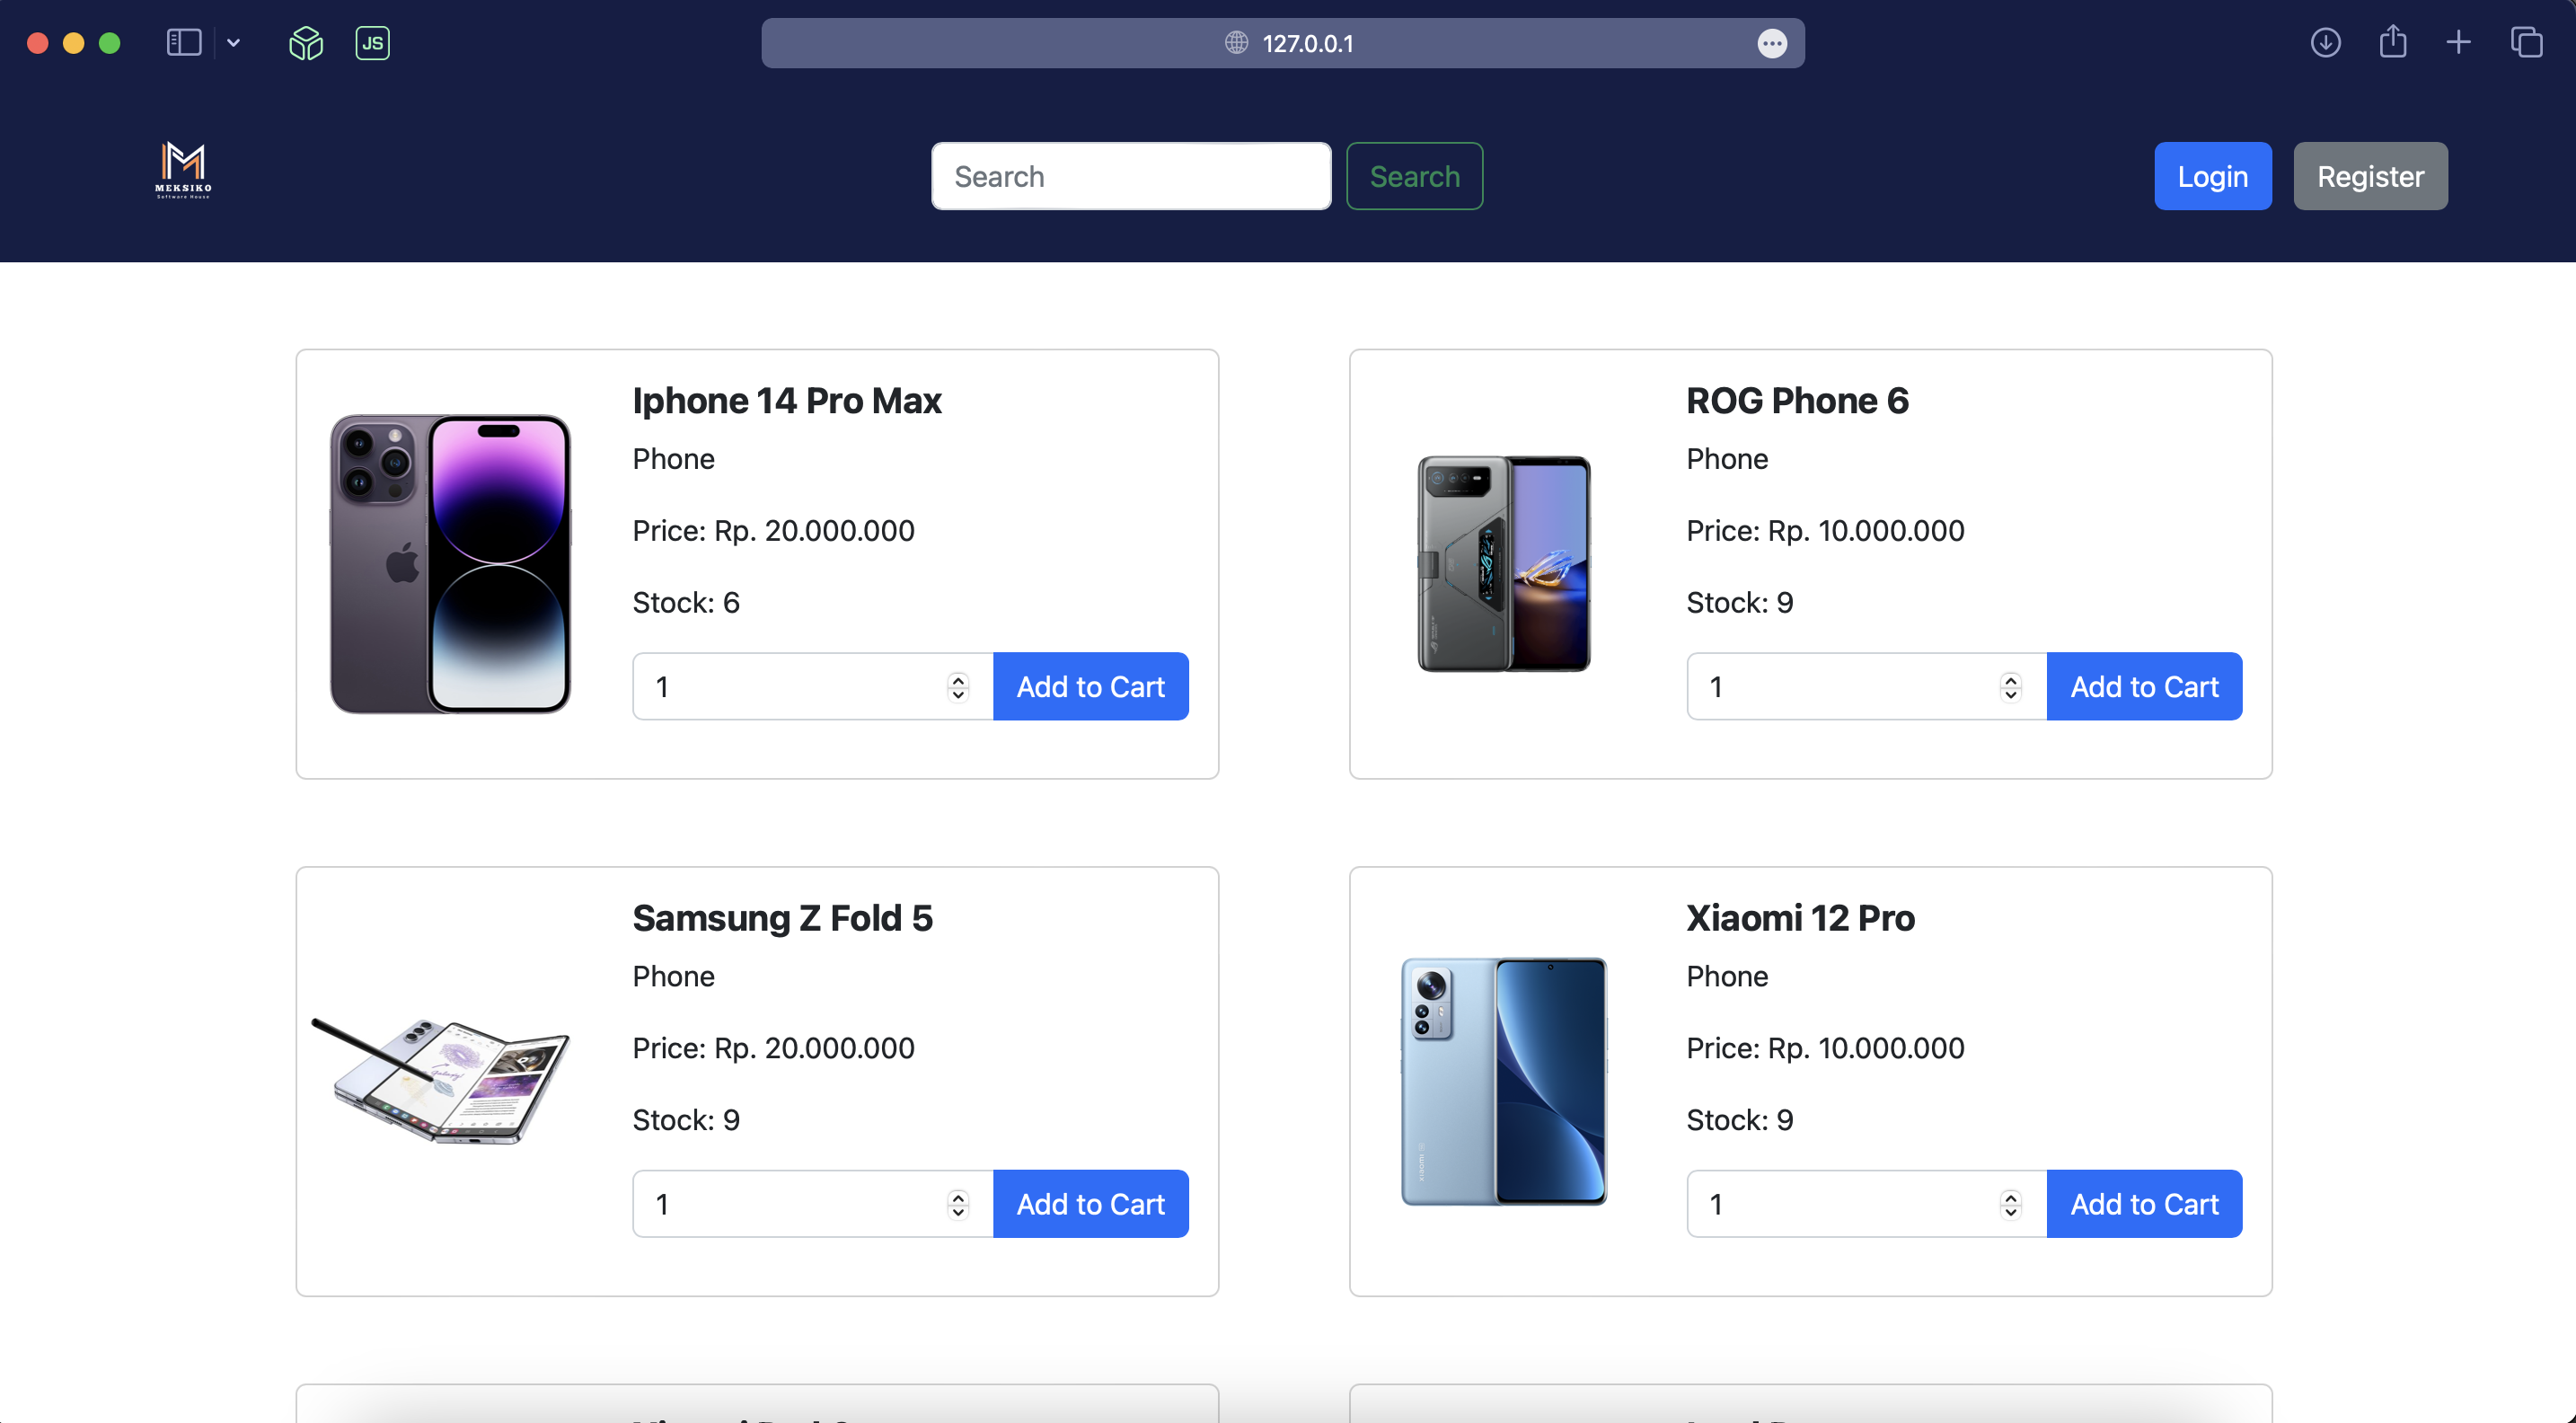 JS
127.0.0.1
MEKSIKO
Software House
Search
Search
Login
Register
Iphone 14 Pro Max
Phone
Price: Rp. 20.000.000
Stock: 6
1
Add to Cart
ROG Phone 6
Phone
Price: Rp. 10.000.000
Stock: 9
1
Add to Cart
Samsung Z Fold 5
Phone
Price: Rp. 20.000.000
Stock: 9
1
Add to Cart
Xiaomi 12 Pro
Phone
Price: Rp. 10.000.000
Stock: 9
1
Add to Cart
xiaomi